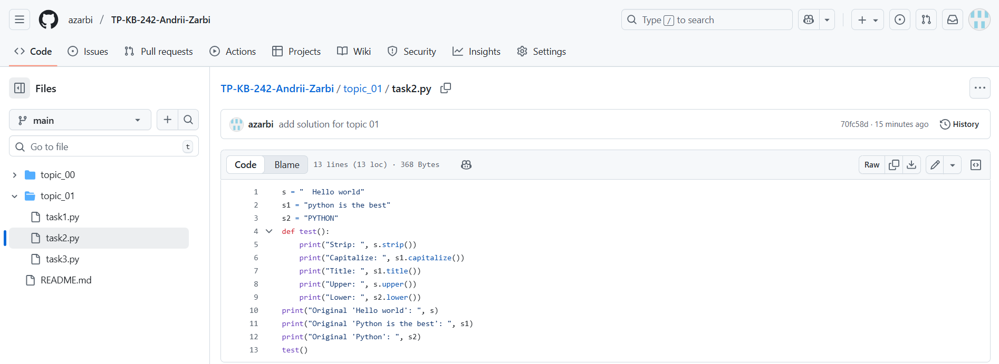 azarbi / TP-KB-242-Andrii-Zarbi
Type / to search
Code Issues Pull requests Actions Projects Wiki Security Insights Settings
Files
main
Go to file t
topic_00
topic_01
task1.py
task2.py
task3.py
README.md
TP-KB-242-Andrii-Zarbi / topic_01 / task2.py
azarbi add solution for topic 01
70fc58d · 15 minutes ago History
Code Blame 13 lines (13 loc) · 368 Bytes
Raw
1 s = "  Hello world"
2 s1 = "python is the best"
3 s2 = "PYTHON"
4 def test():
5     print("Strip: ", s.strip())
6     print("Capitalize: ", s1.capitalize())
7     print("Title: ", s1.title())
8     print("Upper: ", s.upper())
9     print("Lower: ", s2.lower())
10 print("Original 'Hello world': ", s)
11 print("Original 'Python is the best': ", s1)
12 print("Original 'Python': ", s2)
13 test()